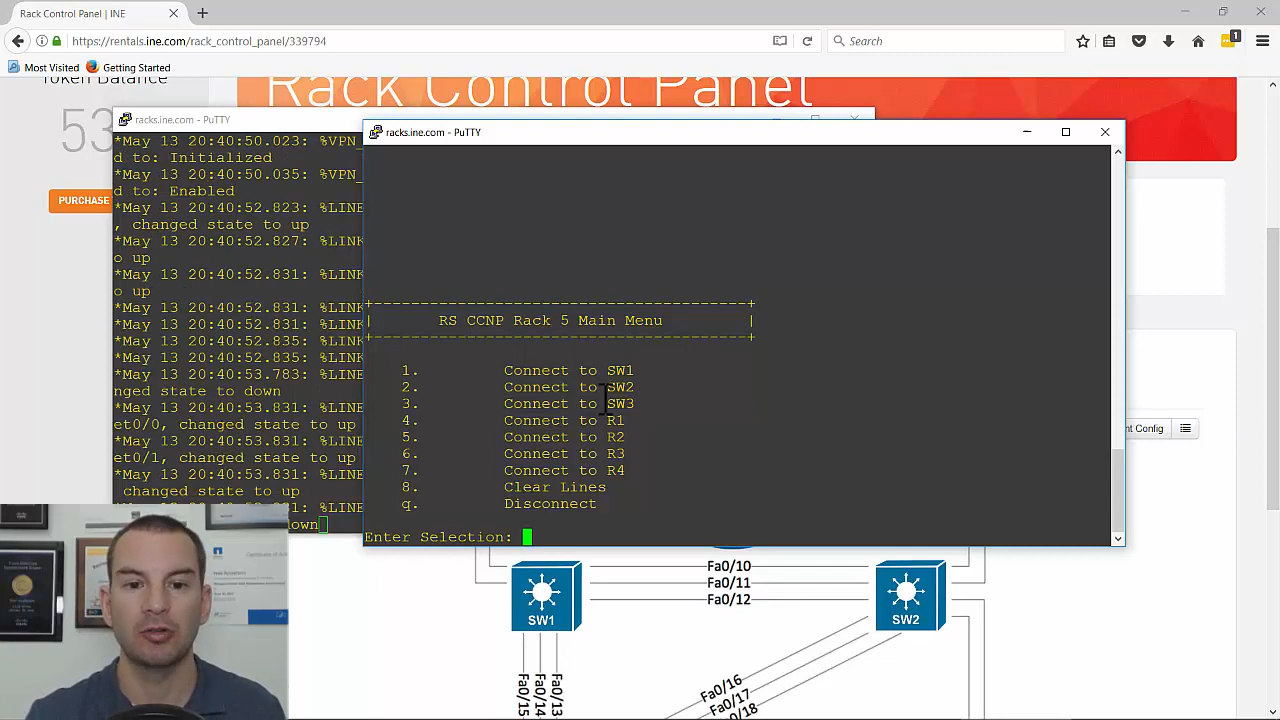 Rack Control Panel | INE
https://rentals.ine.com/rack_control_panel/339794
Search
1
Most Visited
Getting Started
Token Balance
53
Rack Control Panel
PURCHASE
racks.ine.com - PuTTY
*May 13 20:40:50.023: %VPN_
d to: Initialized
*May 13 20:40:50.035: %VPN_
d to: Enabled
*May 13 20:40:52.823: %LINE
, changed state to up
*May 13 20:40:52.827: %LINK
o up
*May 13 20:40:52.831: %LINK
o up
*May 13 20:40:52.831: %LINK
*May 13 20:40:52.831: %LINK
*May 13 20:40:52.835: %LINK
*May 13 20:40:52.835: %LINK
*May 13 20:40:53.783: %LINE
nged state to down
*May 13 20:40:53.831: %LINE
et0/0, changed state to up
*May 13 20:40:53.831: %LINE
et0/1, changed state to up
*May 13 20:40:53.831: %LINE
changed state to up
down
racks.ine.com - PuTTY
+-----------------------------------------+
| RS CCNP Rack 5 Main Menu |
+-----------------------------------------+
1. Connect to SW1
2. Connect to SW2
3. Connect to SW3
4. Connect to R1
5. Connect to R2
6. Connect to R3
7. Connect to R4
8. Clear Lines
q. Disconnect
Enter Selection:
nt Config
Fa0/10
Fa0/11
Fa0/12
SW1
SW2
Fa0/15
Fa0/14
Fa0/13
Fa0/16
Fa0/17